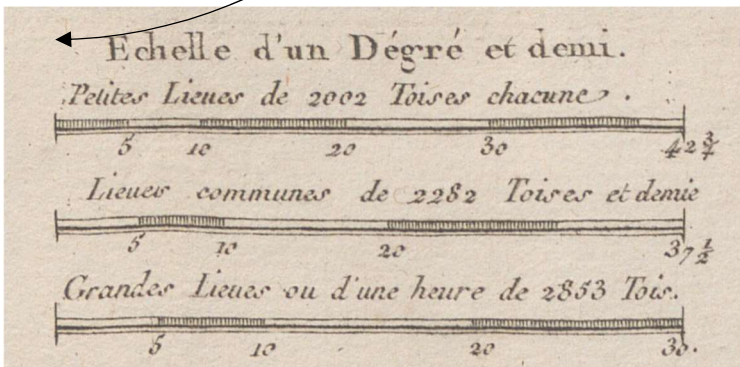 Echelle d'un Dégré et demi.
Petites Lieues de 2002 Toises chacune.
5 10 20 30 42 3/4
Lieues communes de 2282 Toises et demie
5 10 20 37 1/2
Grandes Lieues ou d'une heure de 2853 Tois.
5 10 20 30.